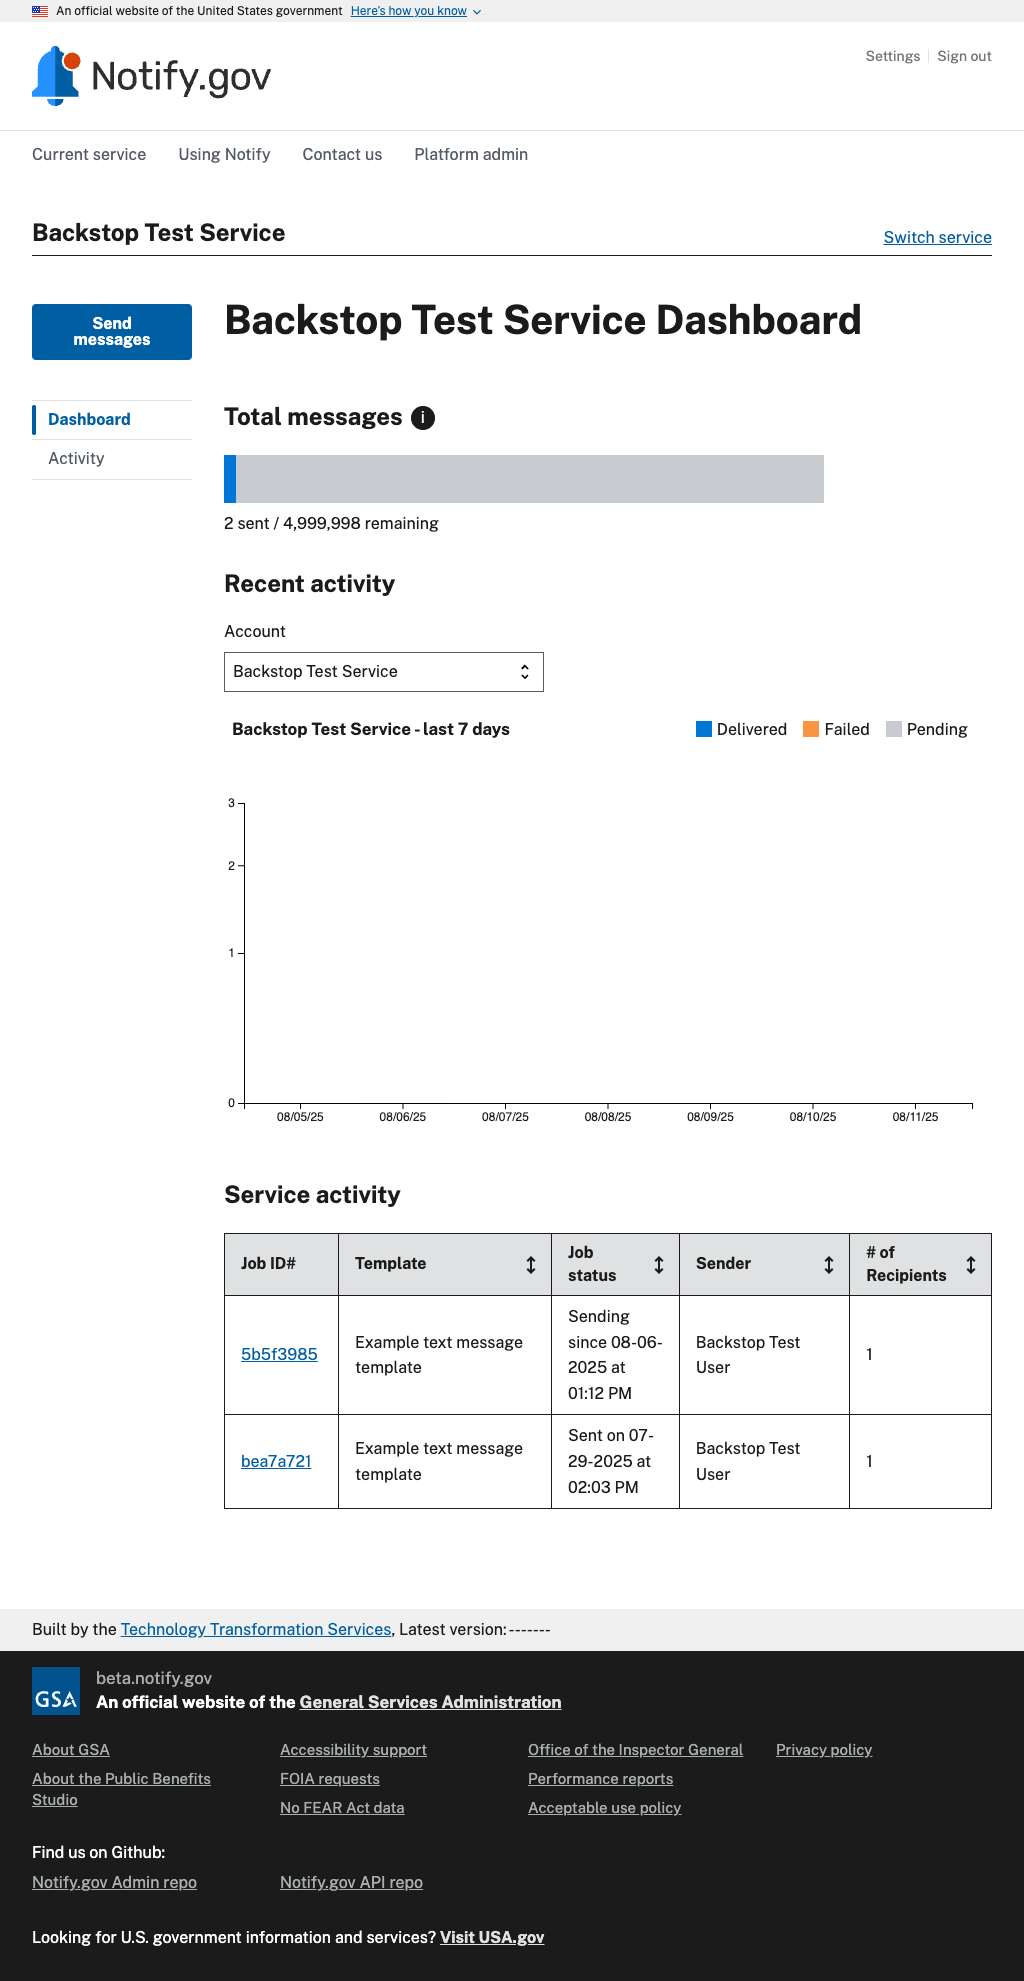 An official website of the United States government Here's how you know
Notify.gov
Settings Sign out
Current service Using Notify Contact us Platform admin
Backstop Test Service
Switch service
Send
messages
Dashboard
Activity
Backstop Test Service Dashboard
Total messages i
2 sent / 4,999,998 remaining
Recent activity
Account
Backstop Test Service
Backstop Test Service - last 7 days
Delivered Failed Pending
3
2
1
0
08/05/25 08/06/25 08/07/25 08/08/25 08/09/25 08/10/25 08/11/25
Service activity
Job ID# Template Job status Sender # of Recipients
5b5f3985 Example text message template Sending since 08-06-2025 at 01:12 PM Backstop Test User 1
bea7a721 Example text message template Sent on 07-29-2025 at 02:03 PM Backstop Test User 1
Built by the Technology Transformation Services, Latest version:-------
GSA
beta.notify.gov
An official website of the General Services Administration
About GSA
About the Public Benefits
Studio
Accessibility support
FOIA requests
No FEAR Act data
Office of the Inspector General
Performance reports
Acceptable use policy
Privacy policy
Find us on Github:
Notify.gov Admin repo Notify.gov API repo
Looking for U.S. government information and services? Visit USA.gov